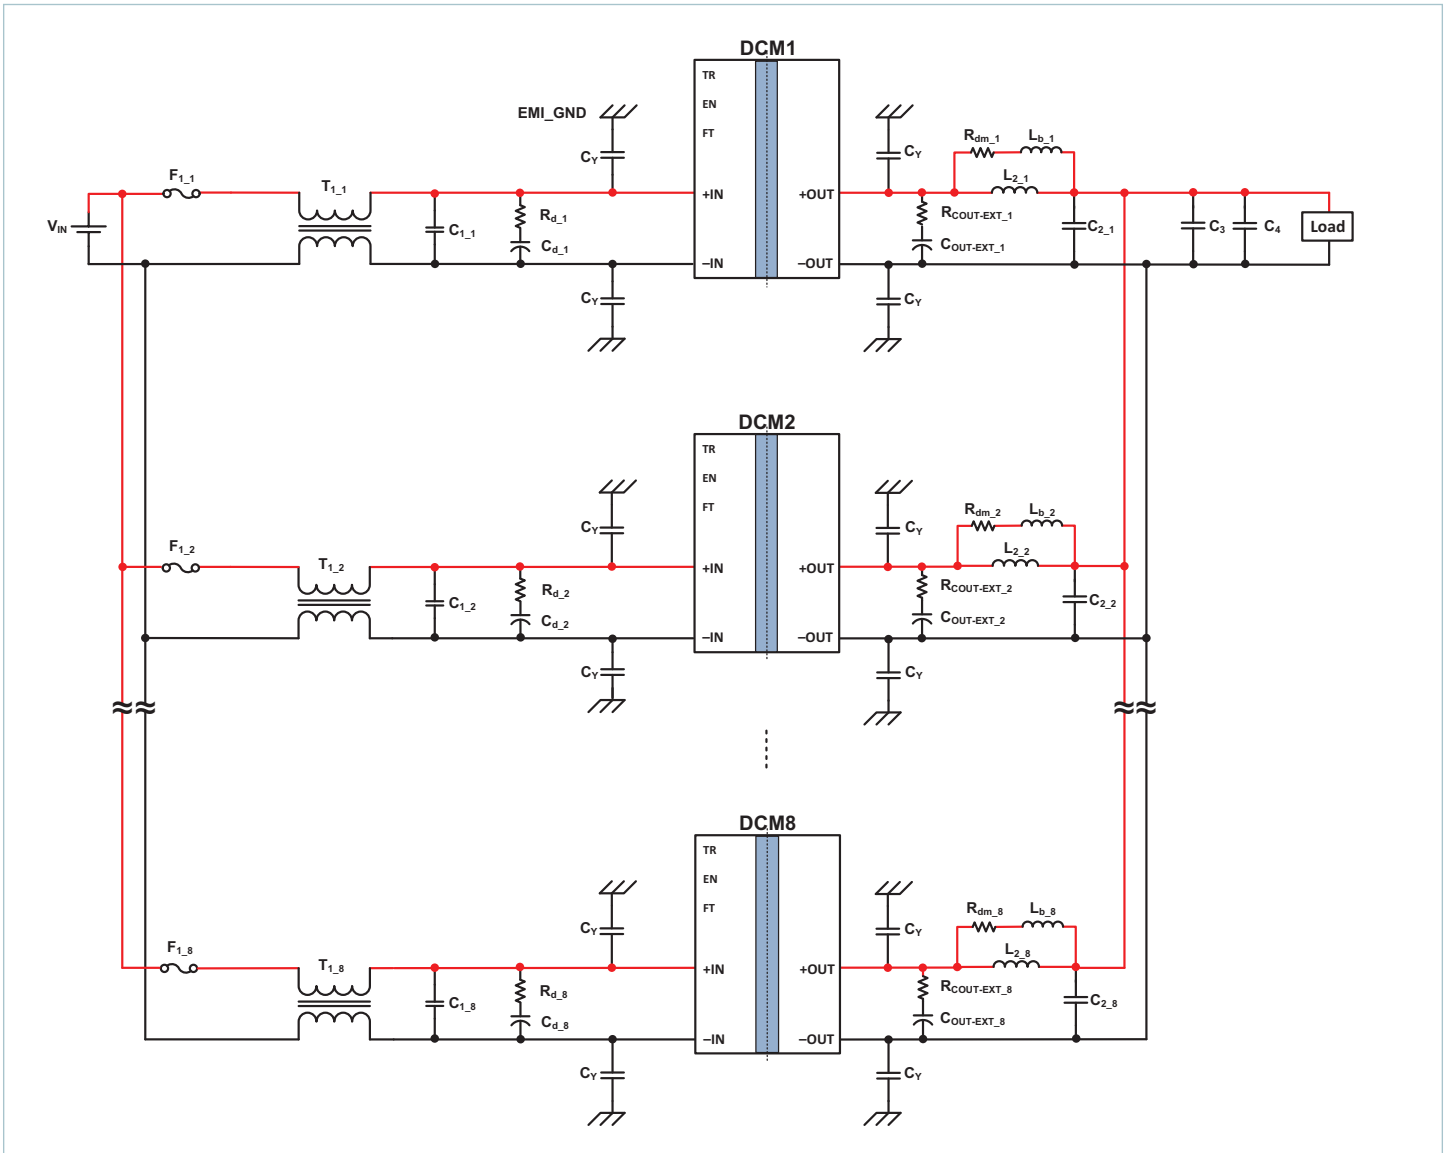 DCM1
TR
EN
FT
EMI_GND
CY
CY
Rdm_1
Lb_1
F1_1
T1_1
L2_1
+IN
+OUT
VIN
C1_1
Rd_1
Cd_1
RCOUT-EXT_1
COUT-EXT_1
C2_1
C3
C4
Load
–IN
–OUT
CY
CY
DCM2
TR
EN
FT
CY
CY
Rdm_2
Lb_2
F1_2
T1_2
L2_2
+IN
+OUT
C1_2
Rd_2
Cd_2
RCOUT-EXT_2
COUT-EXT_2
C2_2
–IN
–OUT
CY
CY
DCM8
TR
EN
FT
CY
CY
Rdm_8
Lb_8
F1_8
T1_8
L2_8
+IN
+OUT
C1_8
Rd_8
Cd_8
RCOUT-EXT_8
COUT-EXT_8
C2_8
–IN
–OUT
CY
CY